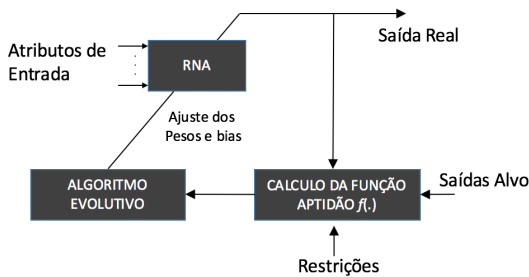 Saída Real
Atributos de
Entrada
RNA
Ajuste dos
Pesos e bias
ALGORITMO
EVOLUTIVO
CALCULO DA FUNÇÃO
APTIDÃO f(.)
Saídas Alvo
Restrições